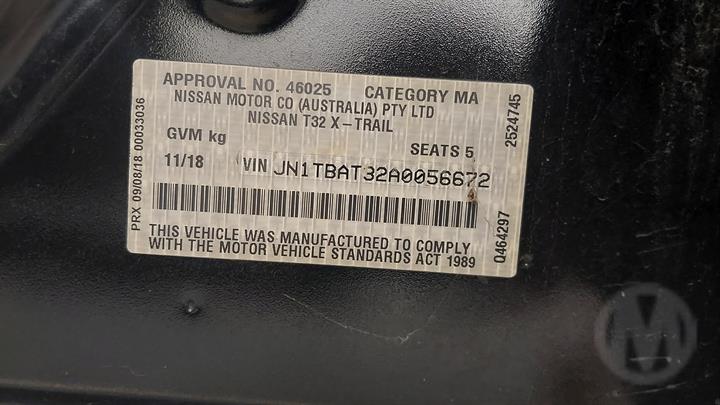 APPROVAL NO. 46025 CATEGORY MA
NISSAN MOTOR CO (AUSTRALIA) PTY LTD
NISSAN T32 X-TRAIL
GVM kg SEATS 5
11/18 VIN JN1TBAT32A0056672
THIS VEHICLE WAS MANUFACTURED TO COMPLY
WITH THE MOTOR VEHICLE STANDARDS ACT 1989
PRX 09/08/18 00033036
2524745
0464297
M